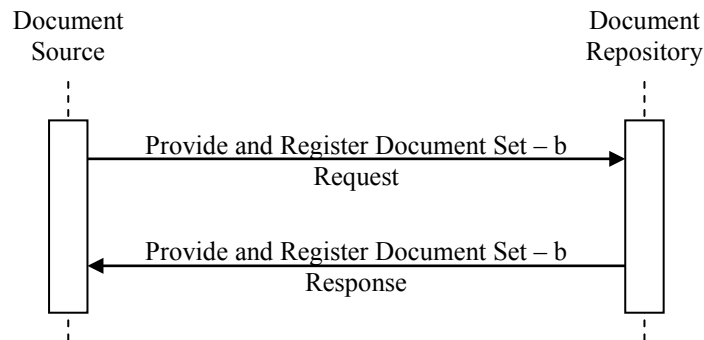 Document
Source
Document
Repository
Provide and Register Document Set – b
Request
Provide and Register Document Set – b
Response